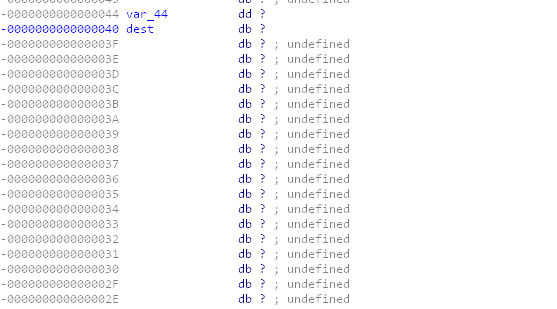 -0000000000000045 db ? ; undefined
-0000000000000044 var_44 dd ?
-0000000000000040 dest db ?
-000000000000003F db ? ; undefined
-000000000000003E db ? ; undefined
-000000000000003D db ? ; undefined
-000000000000003C db ? ; undefined
-000000000000003B db ? ; undefined
-000000000000003A db ? ; undefined
-0000000000000039 db ? ; undefined
-0000000000000038 db ? ; undefined
-0000000000000037 db ? ; undefined
-0000000000000036 db ? ; undefined
-0000000000000035 db ? ; undefined
-0000000000000034 db ? ; undefined
-0000000000000033 db ? ; undefined
-0000000000000032 db ? ; undefined
-0000000000000031 db ? ; undefined
-0000000000000030 db ? ; undefined
-000000000000002F db ? ; undefined
-000000000000002E db ? ; undefined